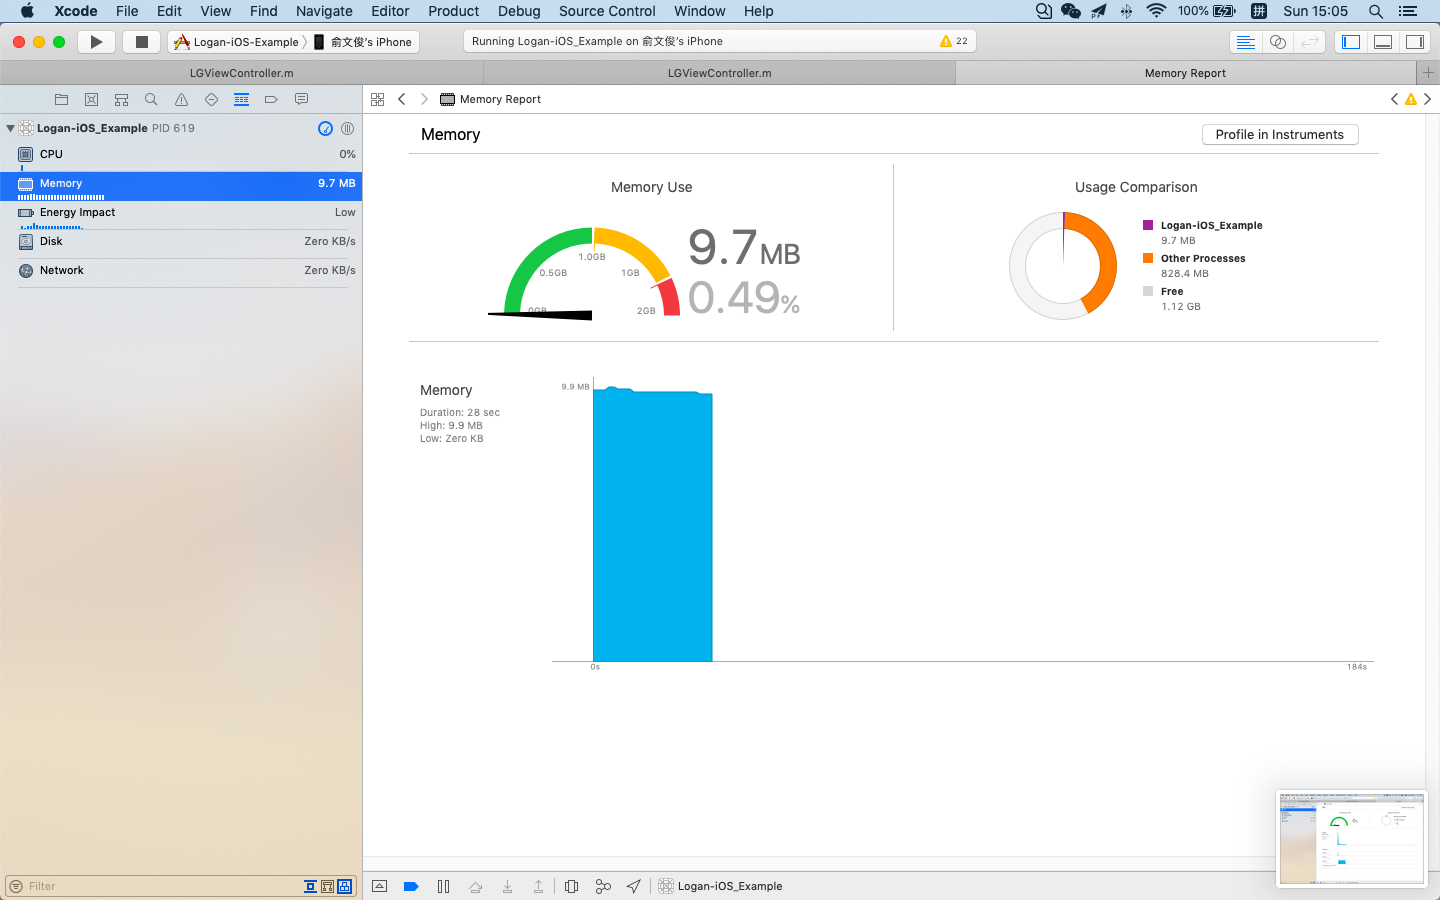 Xcode File Edit View Find Navigate Editor Product Debug Source Control Window Help 100% 拼 Sun 15:05
Logan-iOS-Example 俞文俊's iPhone Running Logan-iOS_Example on 俞文俊's iPhone 22
LGViewController.m LGViewController.m Memory Report
Memory Report
Logan-iOS_Example PID 619
CPU 0%
Memory 9.7 MB
Energy Impact Low
Disk Zero KB/s
Network Zero KB/s
Filter
Memory Profile in Instruments
Memory Use
0GB 0.5GB 1.0GB 1GB 2GB
9.7MB
0.49%
Usage Comparison
Logan-iOS_Example
9.7 MB
Other Processes
828.4 MB
Free
1.12 GB
Memory
Duration: 28 sec
High: 9.9 MB
Low: Zero KB
9.9 MB
0s 184s
Logan-iOS_Example